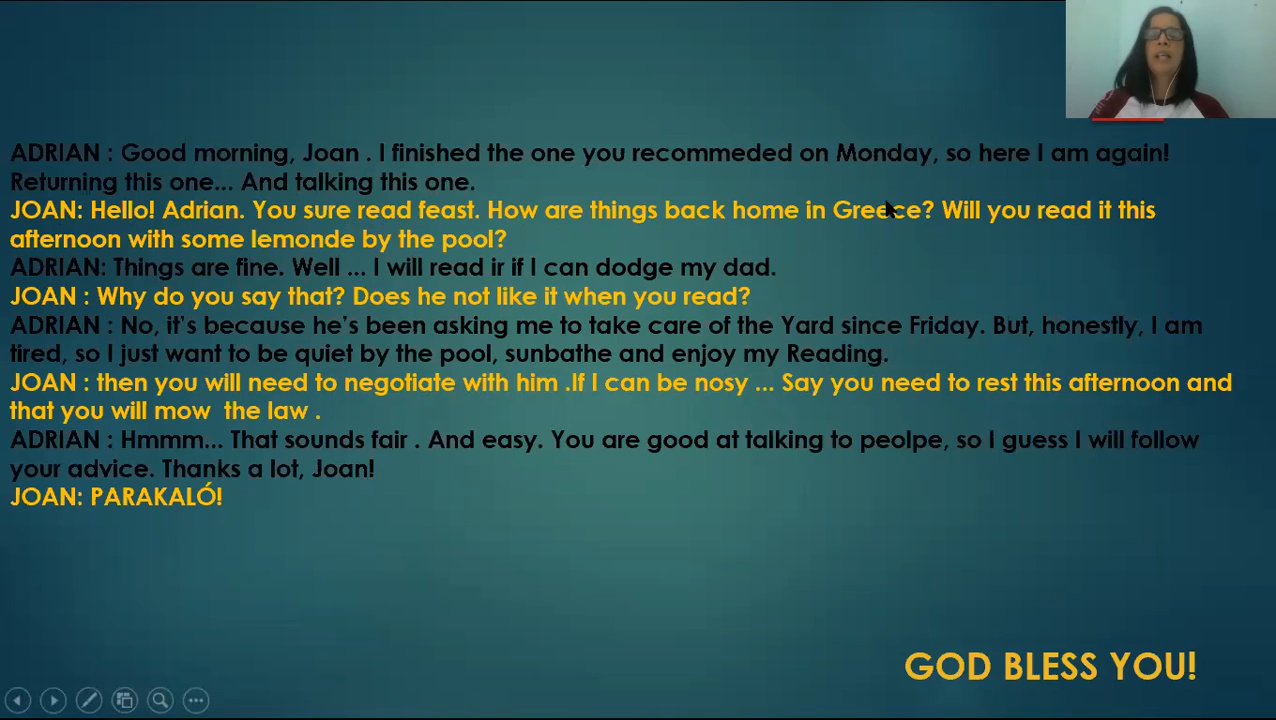 ADRIAN : Good morning, Joan . I finished the one you recommeded on Monday, so here I am again!
Returning this one... And talking this one.
JOAN: Hello! Adrian. You sure read feast. How are things back home in Greece? Will you read it this
afternoon with some lemonde by the pool?
ADRIAN: Things are fine. Well ... I will read ir if I can dodge my dad.
JOAN : Why do you say that? Does he not like it when you read?
ADRIAN : No, it's because he's been asking me to take care of the Yard since Friday. But, honestly, I am
tired, so I just want to be quiet by the pool, sunbathe and enjoy my Reading.
JOAN : then you will need to negotiate with him .If I can be nosy ... Say you need to rest this afternoon and
that you will mow  the law .
ADRIAN : Hmmm... That sounds fair . And easy. You are good at talking to peolpe, so I guess I will follow
your advice. Thanks a lot, Joan!
JOAN: PARAKALÓ!
GOD BLESS YOU!